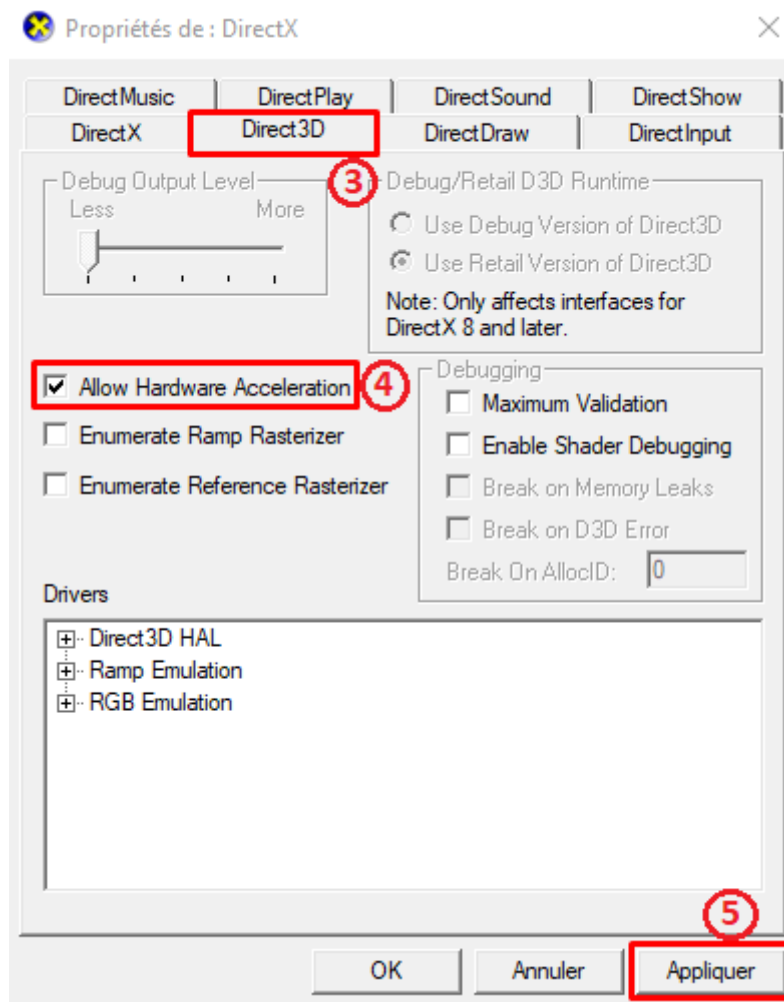 Propriétés de : DirectX
DirectMusic DirectPlay DirectSound DirectShow
DirectX Direct3D DirectDraw DirectInput
3
Debug Output Level
Less More
Debug/Retail D3D Runtime
Use Debug Version of Direct3D
Use Retail Version of Direct3D
Note: Only affects interfaces for
DirectX 8 and later.
Allow Hardware Acceleration
4
Enumerate Ramp Rasterizer
Enumerate Reference Rasterizer
Debugging
Maximum Validation
Enable Shader Debugging
Break on Memory Leaks
Break on D3D Error
Break On AllocID: 0
Drivers
Direct3D HAL
Ramp Emulation
RGB Emulation
5
OK Annuler Appliquer